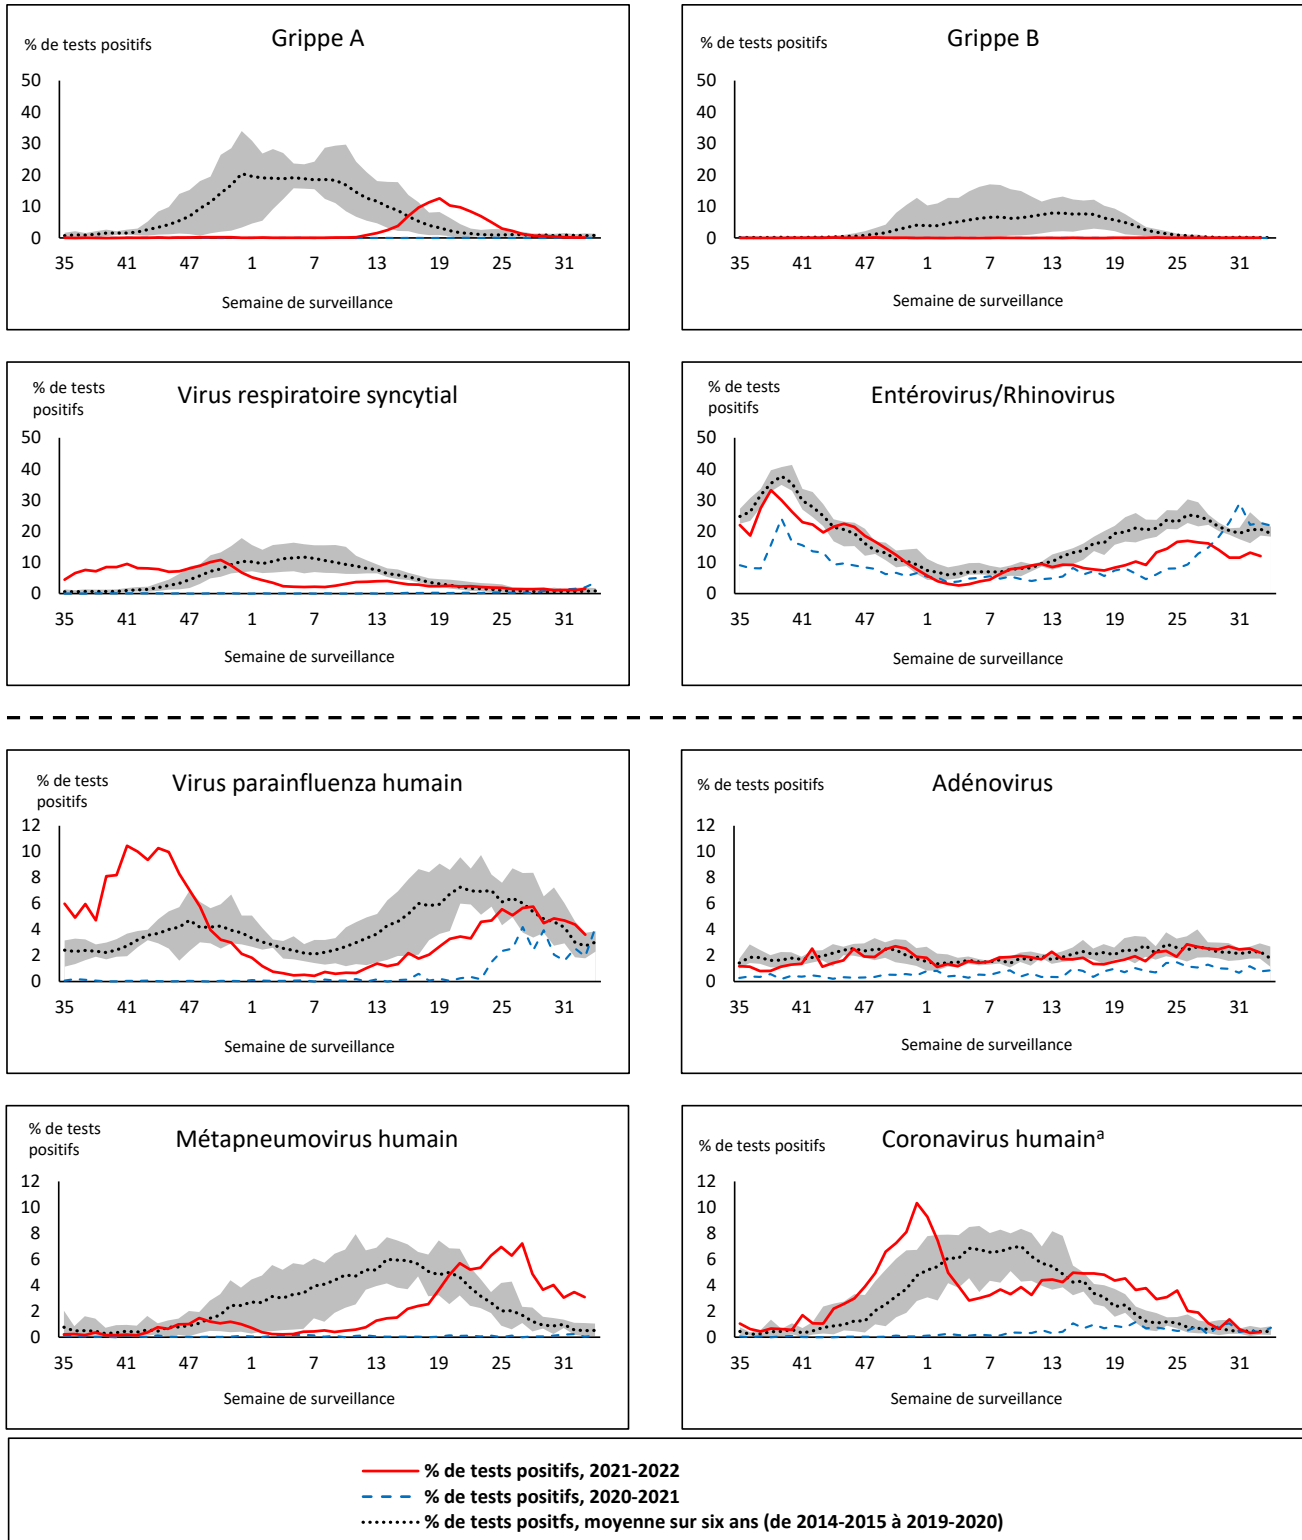 Grippe A
% de tests positifs
50
40
30
20
10
0
35 41 47 1 7 13 19 25 31
Semaine de surveillance
Grippe B
% de tests positifs
50
40
30
20
10
0
35 41 47 1 7 13 19 25 31
Semaine de surveillance
% de tests
positifs
Virus respiratoire syncytial
50
40
30
20
10
0
35 41 47 1 7 13 19 25 31
Semaine de surveillance
% de tests
positifs
Entérovirus/Rhinovirus
50
40
30
20
10
0
35 41 47 1 7 13 19 25 31
Semaine de surveillance
% de tests
positifs
Virus parainfluenza humain
12
10
8
6
4
2
0
35 41 47 1 7 13 19 25 31
Semaine de surveillance
% de tests positifs
Adénovirus
12
10
8
6
4
2
0
35 41 47 1 7 13 19 25 31
Semaine de surveillance
% de tests
positifs
Métapneumovirus humain
12
10
8
6
4
2
0
35 41 47 1 7 13 19 25 31
Semaine de surveillance
% de tests positifs
Coronavirus humainᵃ
12
10
8
6
4
2
0
35 41 47 1 7 13 19 25 31
Semaine de surveillance
% de tests positifs, 2021-2022
% de tests positifs, 2020-2021
% de tests positfs, moyenne sur six ans (de 2014-2015 à 2019-2020)